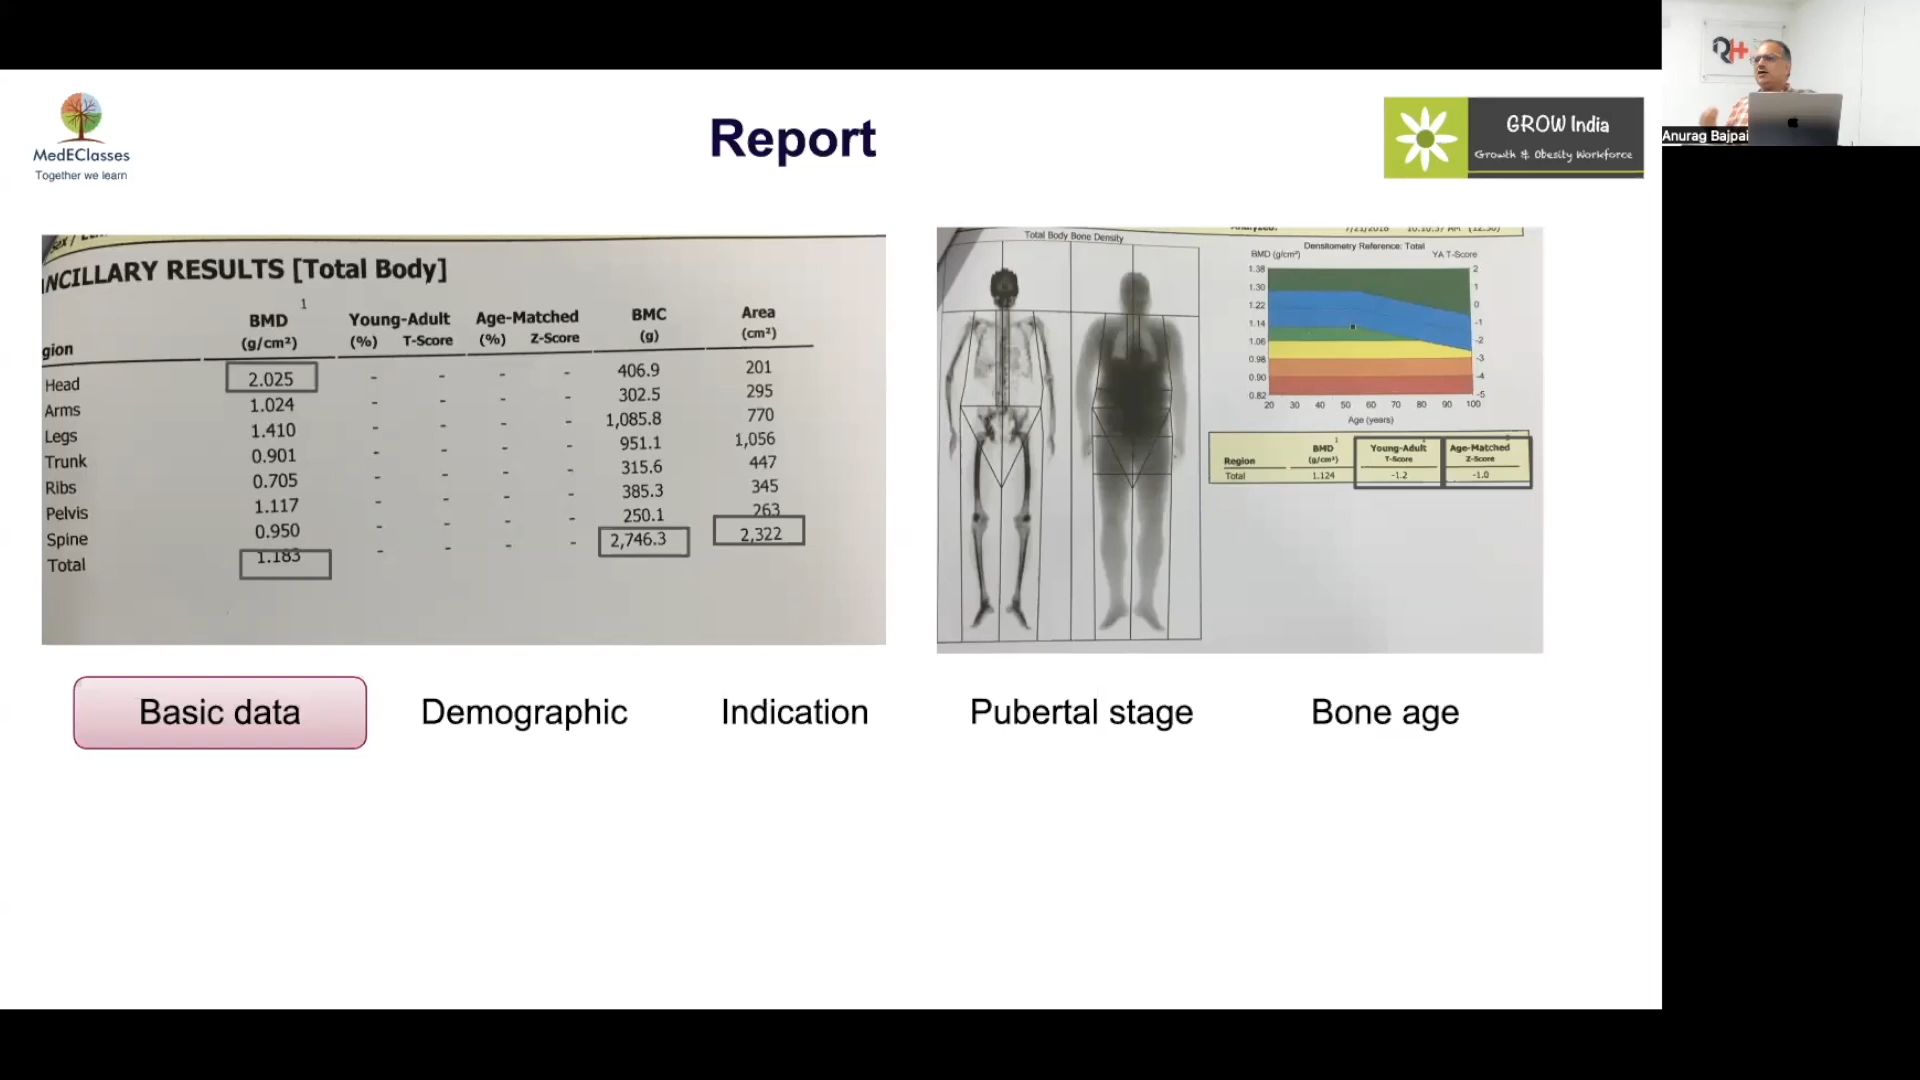 MedEClasses
Together we learn
Report
GROW India
Growth & Obesity Workforce
Anurag Bajpai
NCILLARY RESULTS [Total Body]
gion
BMD 1
(g/cm²)
Young-Adult
(%) T-Score
Age-Matched
(%) Z-Score
BMC
(g)
Area
(cm²)
Head 2.025 - - - - 406.9 201
Arms 1.024 - - - - 302.5 295
Legs 1.410 - - - - 1,085.8 770
Trunk 0.901 - - - - 951.1 1,056
Ribs 0.705 - - - - 315.6 447
Pelvis 1.117 - - - - 385.3 345
Spine 0.950 - - - - 250.1 263
Total 1.183 - - - - 2,746.3 2,322
Total Body Bone Density
7/21/2018
Densitometry Reference: Total
BMD (g/cm²) YA T-Score
1.38 2
1.30 1
1.22 0
1.14 -1
1.06 -2
0.98 -3
0.90 -4
0.82 -5
20 30 40 50 60 70 80 90 100
Age (years)
Region
BMD 1
(g/cm²)
Young-Adult
T-Score
Age-Matched
Z-Score
Total 1.124 -1.2 -1.0
Basic data
Demographic
Indication
Pubertal stage
Bone age